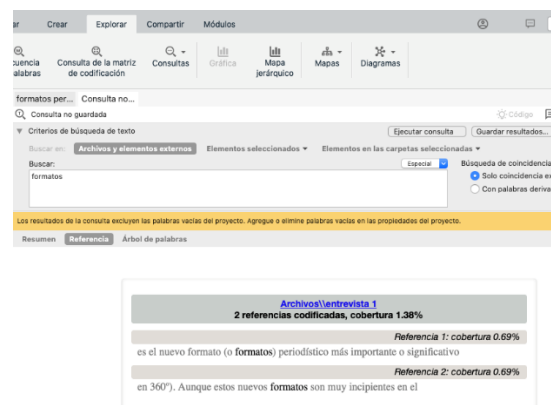 Crear Explorar Compartir Módulos
Consulta de la matriz de codificación
Consultas
Gráfica
Mapa jerárquico
Mapas
Diagramas
formatos per... Consulta no...
Consulta no guardada Código
Criterios de búsqueda de texto Ejecutar consulta Guardar resultados...
Buscar en: Archivos y elementos externos Elementos seleccionados Elementos en las carpetas seleccionadas
Buscar: Especial Búsqueda de coincidencia
formatos Solo coincidencia
Con palabras deriva
Los resultados de la consulta excluyen las palabras vacías del proyecto. Agregue o elimine palabras vacías en las propiedades del proyecto.
Resumen Referencia Árbol de palabras
Archivos\\entrevista 1
2 referencias codificadas, cobertura 1.38%
Referencia 1: cobertura 0.69%
es el nuevo formato (o formatos) periodístico más importante o significativo
Referencia 2: cobertura 0.69%
en 360º). Aunque estos nuevos formatos son muy incipientes en el